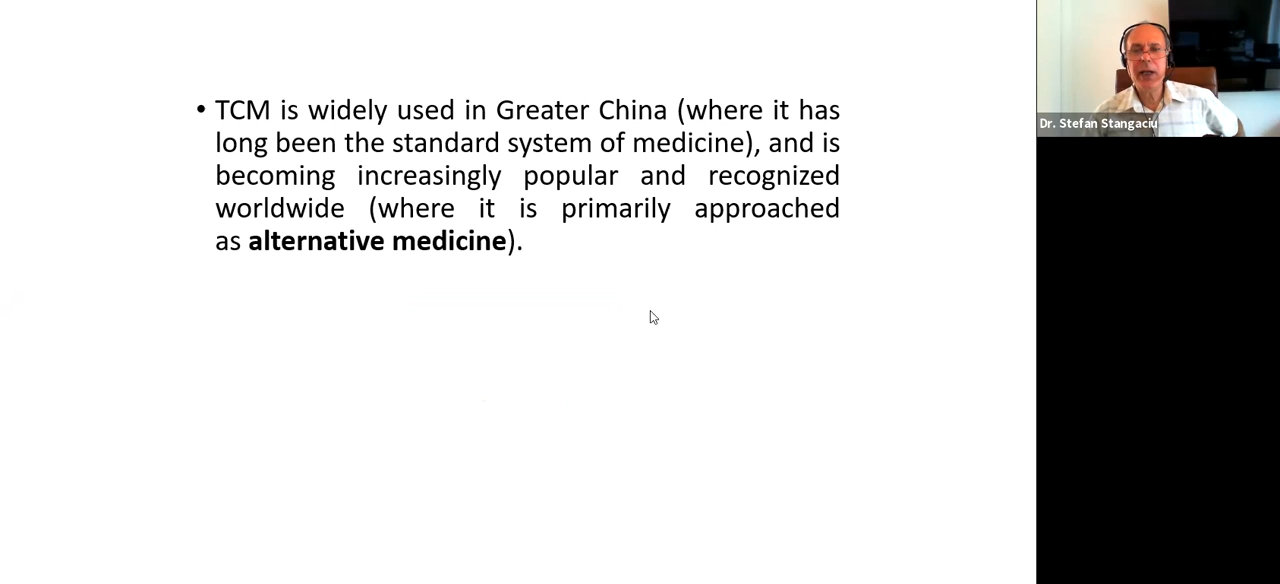 • TCM is widely used in Greater China (where it has
long been the standard system of medicine), and is
becoming increasingly popular and recognized
worldwide (where it is primarily approached
as alternative medicine).
Dr. Stefan Stangaciu